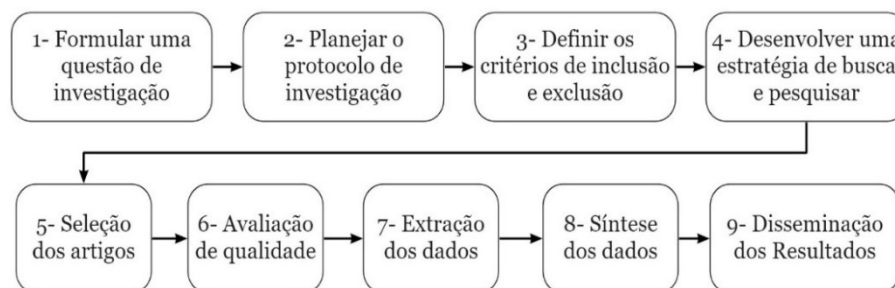 1- Formular uma
questão de
investigação
2- Planejar o
protocolo de
investigação
3- Definir os
critérios de inclusão
e exclusão
4- Desenvolver uma
estratégia de busca
e pesquisar
5- Seleção
dos artigos
6- Avaliação
de qualidade
7- Extração
dos dados
8- Síntese
dos dados
9- Disseminação
dos Resultados